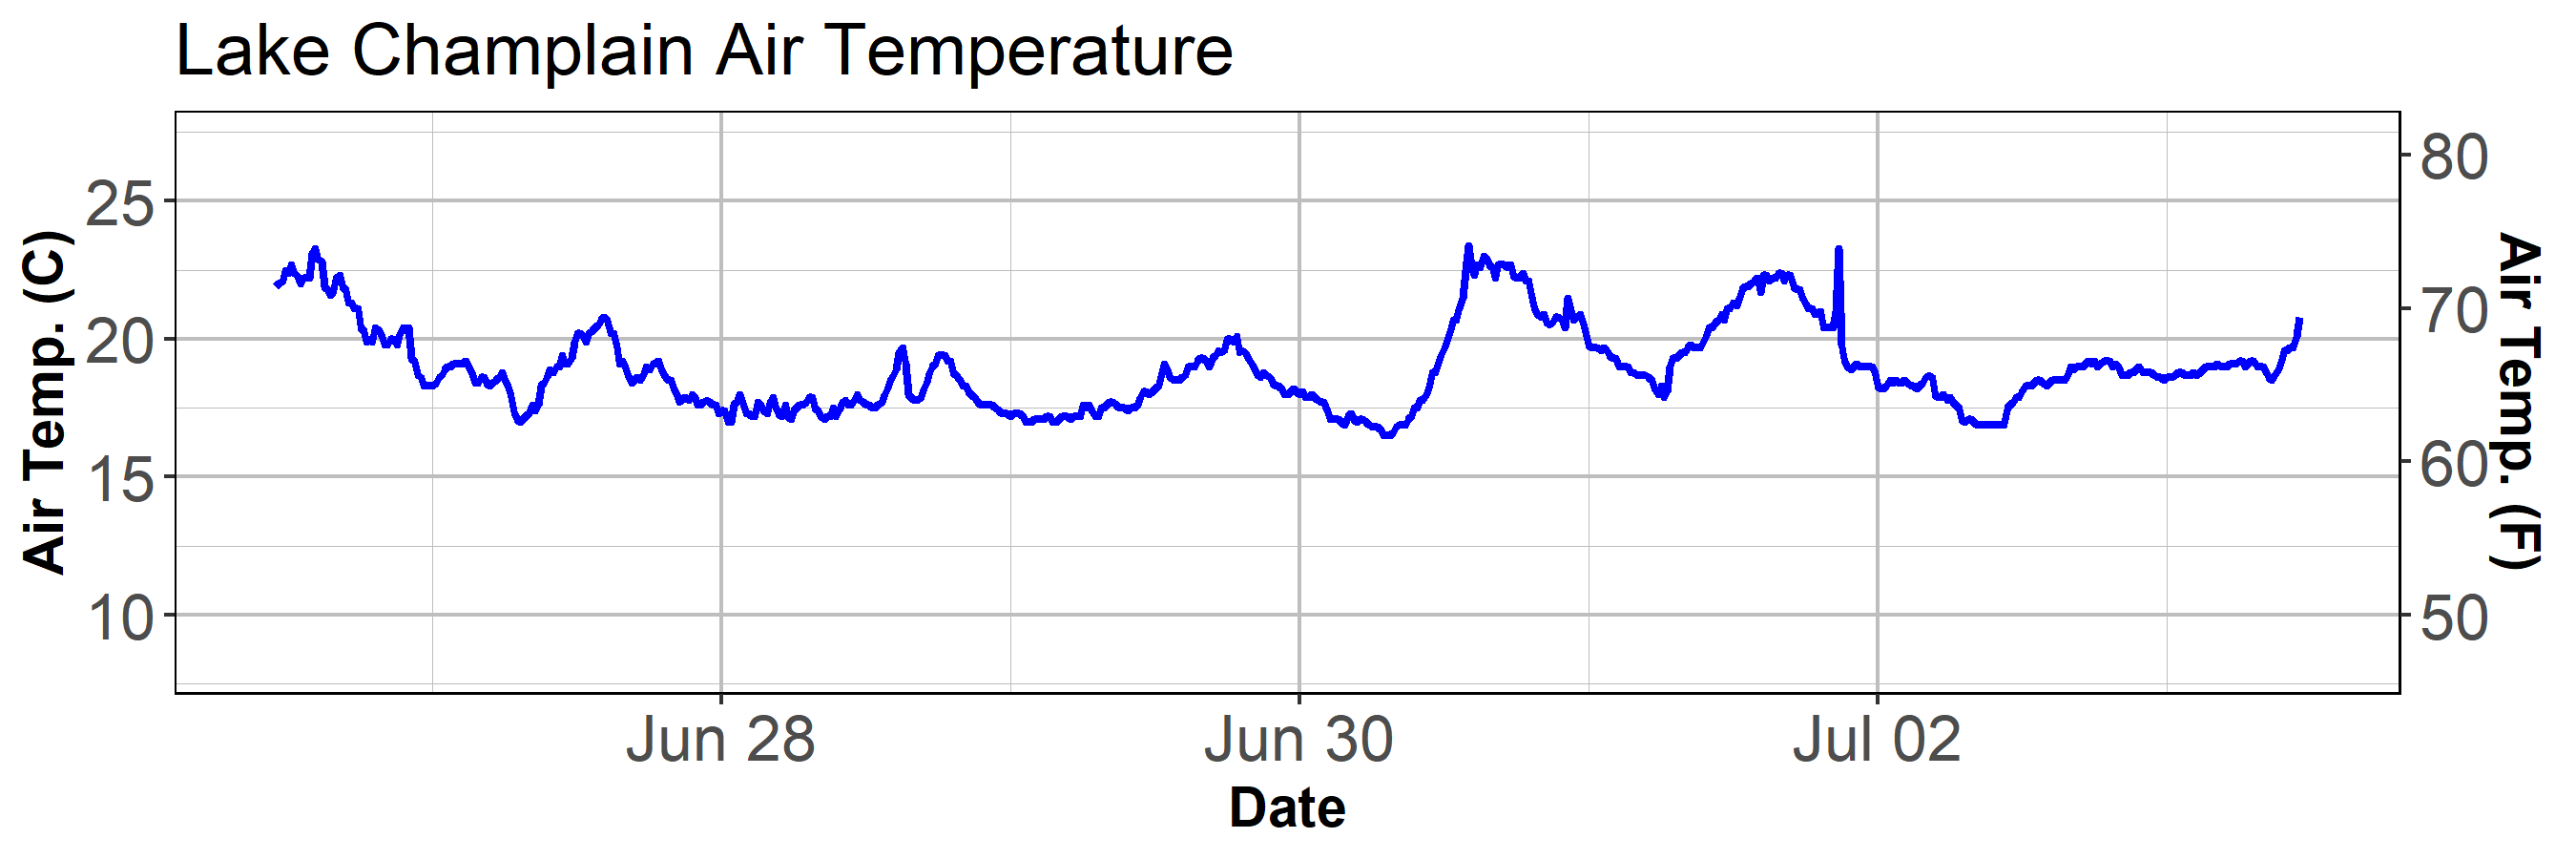 Lake Champlain Air Temperature
Air Temp. (C)
25
20
15
10
80
70
60
50
Air Temp. (F)
Jun 28
Jun 30
Jul 02
Date